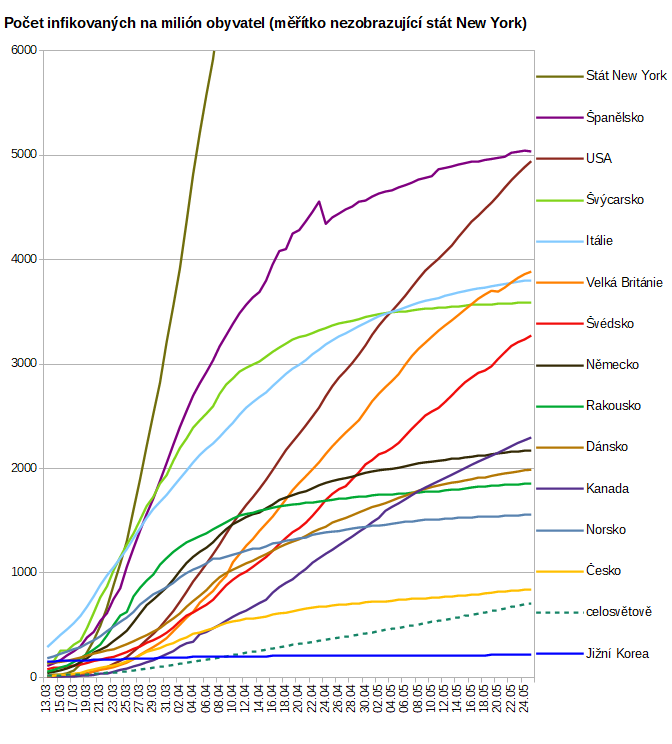 Počet infikovaných na milión obyvatel (měřítko nezobrazující stát New York)
6000
5000
4000
3000
2000
1000
0
Stát New York
Španělsko
USA
Švýcarsko
Itálie
Velká Británie
Švédsko
Německo
Rakousko
Dánsko
Kanada
Norsko
Česko
celosvětově
Jižní Korea
13.03
15.03
17.03
19.03
21.03
23.03
25.03
27.03
29.03
31.03
02.04
04.04
06.04
08.04
10.04
12.04
14.04
16.04
18.04
20.04
22.04
24.04
26.04
28.04
30.04
02.05
04.05
06.05
08.05
10.05
12.05
14.05
16.05
18.05
20.05
22.05
24.05